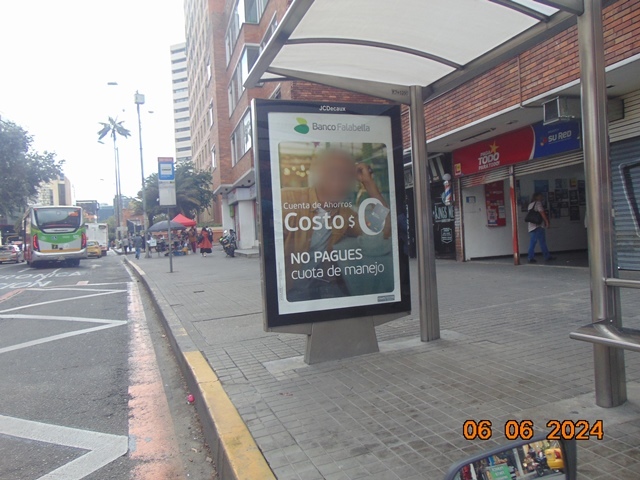 JCDecaux
Banco Falabella
Cuenta de Ahorros
Costo $0
NO PAGUES
cuota de manejo
PAGA
TODO
SU RED
06 06 2024